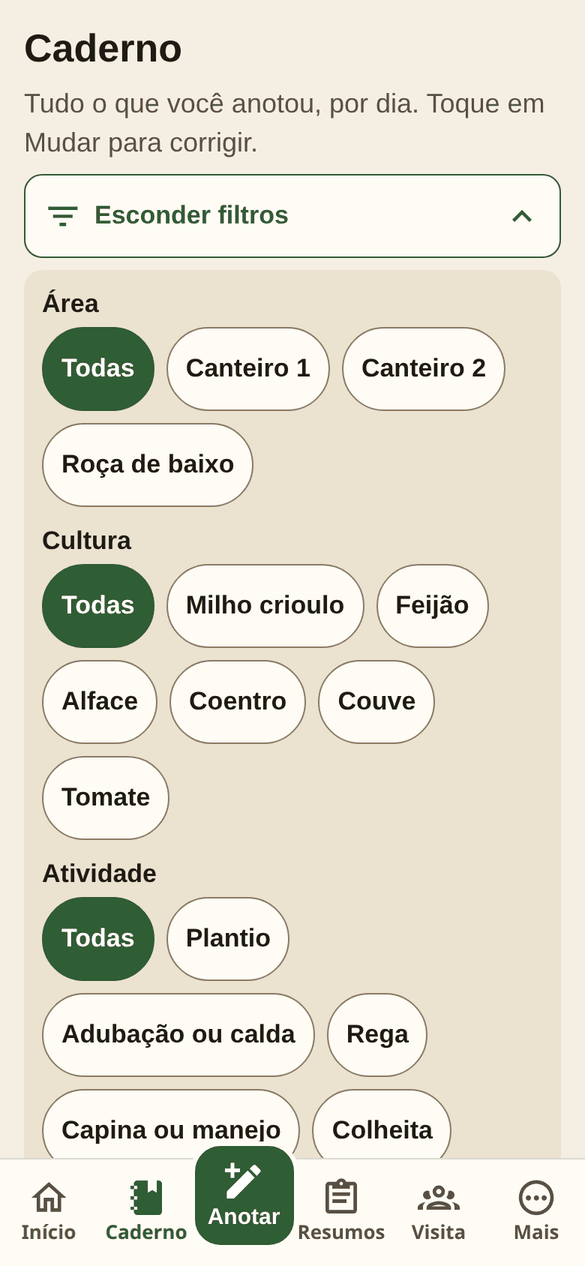 Caderno
Tudo o que você anotou, por dia. Toque em
Mudar para corrigir.
Esconder filtros
Área
Todas Canteiro 1 Canteiro 2
Roça de baixo
Cultura
Todas Milho crioulo Feijão
Alface Coentro Couve
Tomate
Atividade
Todas Plantio
Adubação ou calda Rega
Capina ou manejo Colheita
Início Caderno Anotar Resumos Visita Mais